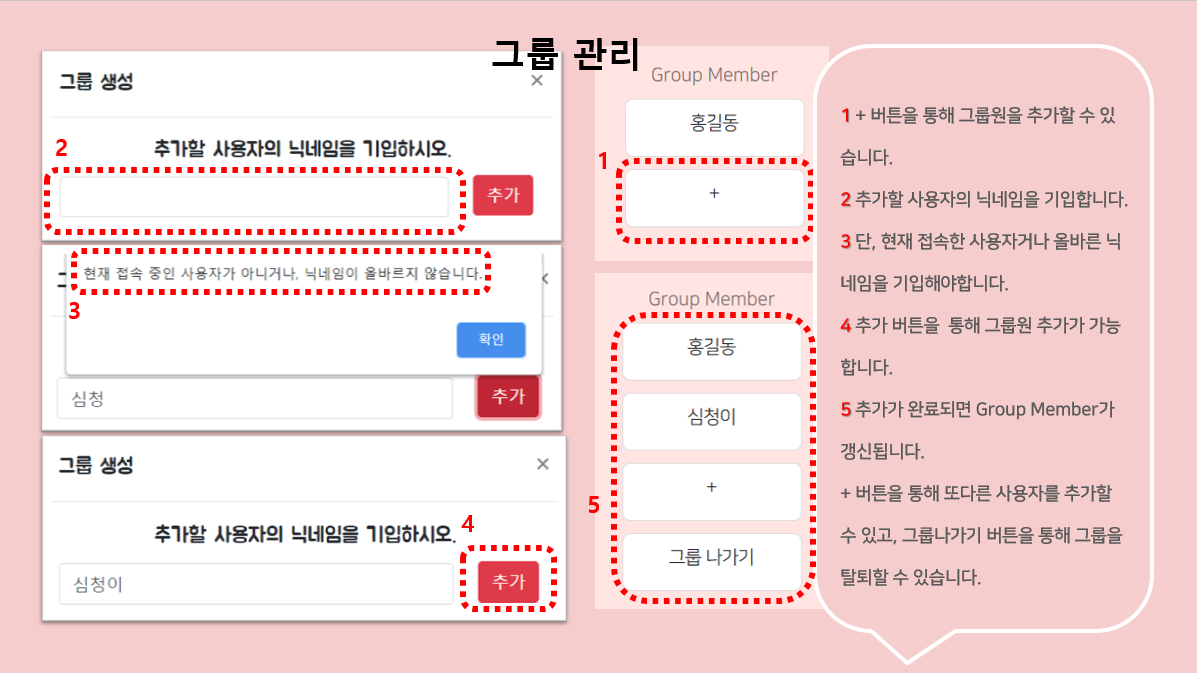 그룹 관리
그룹 생성
×
2
추가할 사용자의 닉네임을 기입하시오.
추가
현재 접속 중인 사용자가 아니거나, 닉네임이 올바르지 않습니다.
3
확인
심청
추가
그룹 생성
×
추가할 사용자의 닉네임을 기입하시오.
4
심청이
추가
Group Member
홍길동
1
+
Group Member
홍길동
심청이
+
5
그룹 나가기
1 + 버튼을 통해 그룹원을 추가할 수 있
습니다.
2 추가할 사용자의 닉네임을 기입합니다.
3 단, 현재 접속한 사용자거나 올바른 닉
네임을 기입해야합니다.
4 추가 버튼을 통해 그룹원 추가가 가능
합니다.
5 추가가 완료되면 Group Member가
갱신됩니다.
+ 버튼을 통해 또다른 사용자를 추가할
수 있고, 그룹나가기 버튼을 통해 그룹을
탈퇴할 수 있습니다.